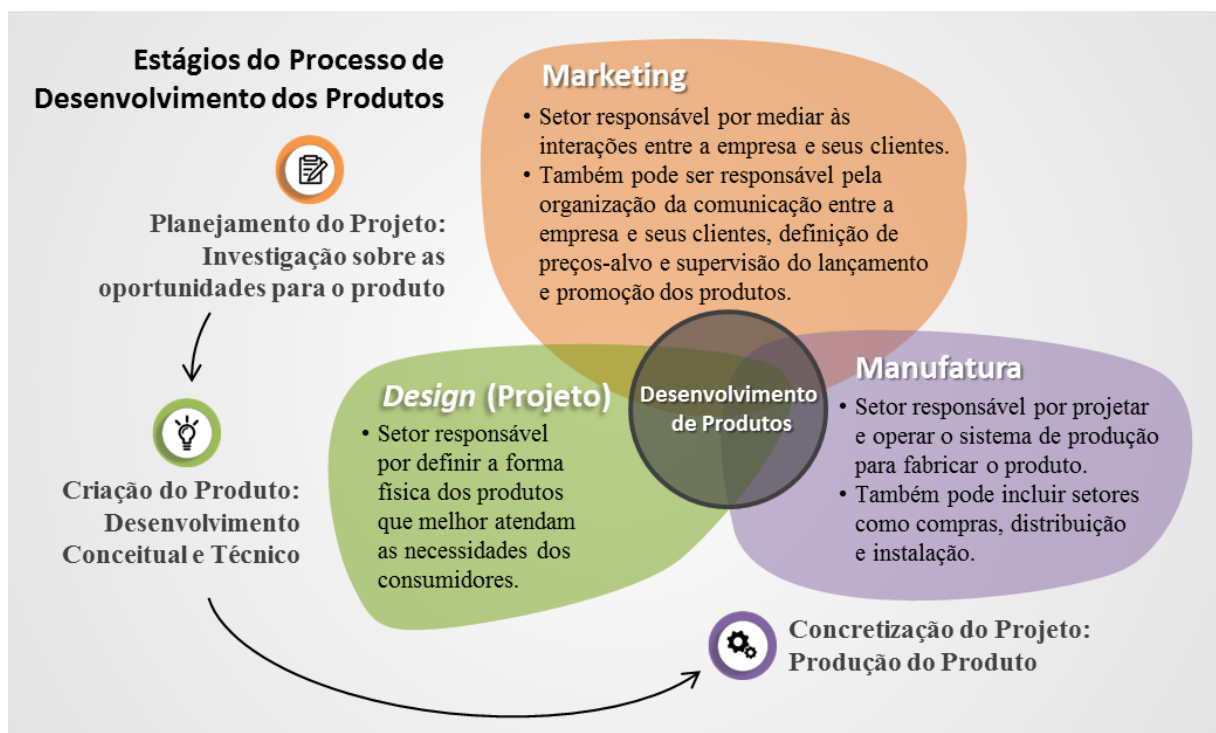 Estágios do Processo de
Desenvolvimento dos Produtos
Planejamento do Projeto:
Investigação sobre as
oportunidades para o produto
Criação do Produto:
Desenvolvimento
Conceitual e Técnico
Marketing
• Setor responsável por mediar às
interações entre a empresa e seus clientes.
• Também pode ser responsável pela
organização da comunicação entre a
empresa e seus clientes, definição de
preços-alvo e supervisão do lançamento
e promoção dos produtos.
Design (Projeto)
• Setor responsável
por definir a forma
física dos produtos
que melhor atendam
as necessidades dos
consumidores.
Desenvolvimento
de Produtos
Manufatura
• Setor responsável por projetar
e operar o sistema de produção
para fabricar o produto.
• Também pode incluir setores
como compras, distribuição
e instalação.
Concretização do Projeto:
Produção do Produto